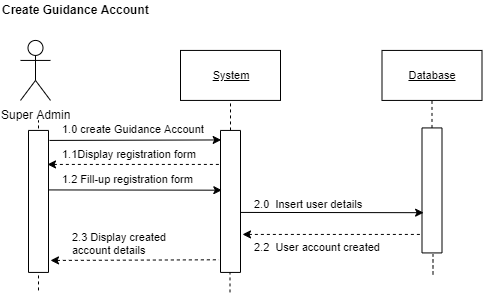 Create Guidance Account
System
Database
Super Admin
1.0 create Guidance Account
1.1Display registration form
1.2 Fill-up registration form
2.0  Insert user details
2.3 Display created
account details
2.2  User account created